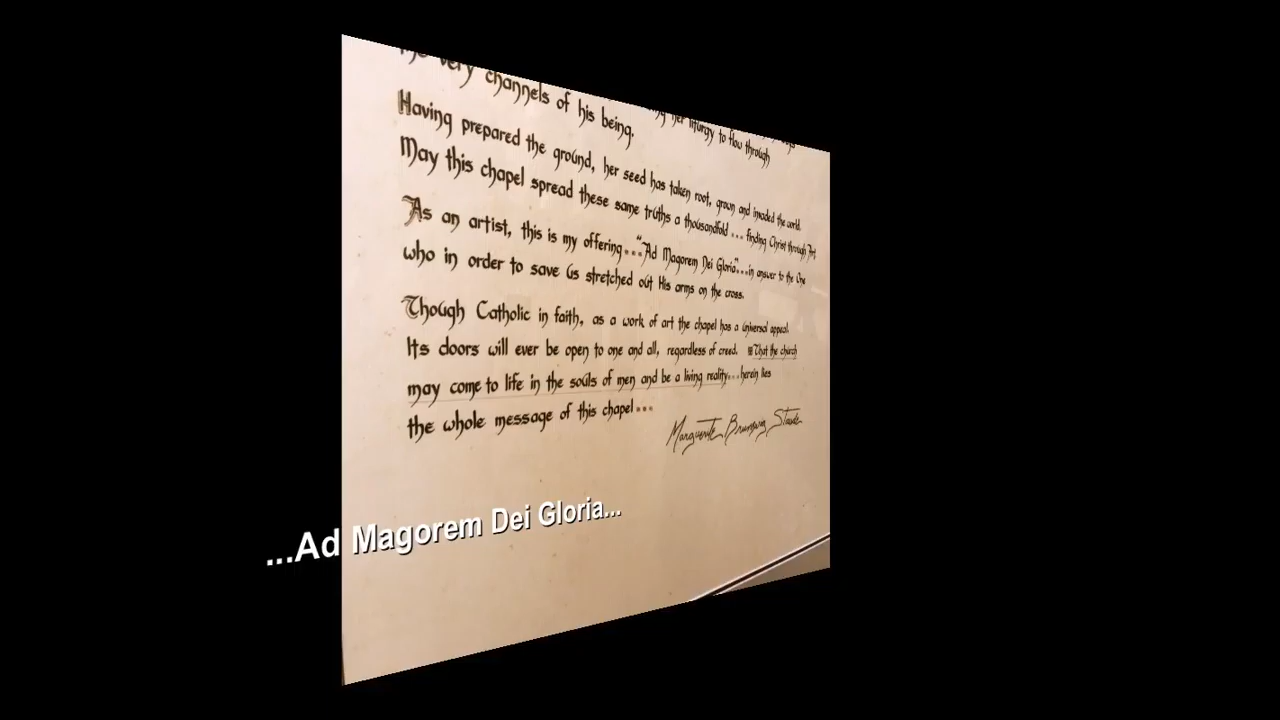 the very channels of his being.
her liturgy to flow through
Having prepared the ground, her seed has taken root, grown and invaded the world.
May this chapel spread these same truths a thousandfold ... finding Christ through Art
As an artist, this is my offering..."Ad Magorem Dei Gloria"...in answer to the One
who in order to save us stretched out His arms on the cross.
Though Catholic in faith, as a work of art the chapel has a universal appeal.
Its doors will ever be open to one and all, regardless of creed. That the church
may come to life in the souls of men and be a living reality...herein lies
the whole message of this chapel...
Marguerite Brunswig Staude
...Ad Magorem Dei Gloria...